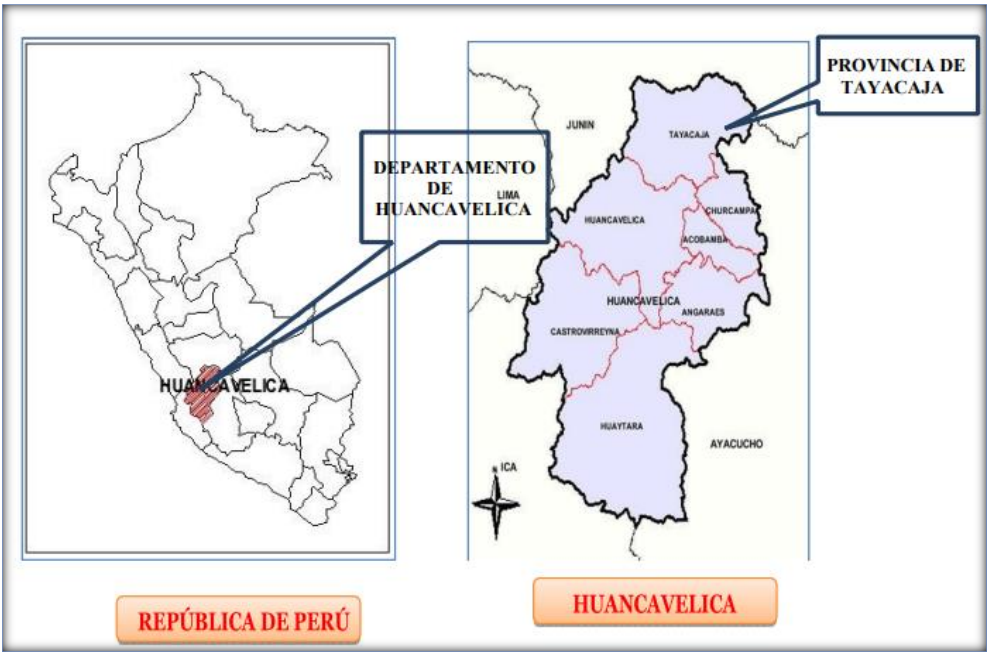 DEPARTAMENTO
DE
HUANCAVELICA
HUANCAVELICA
REPÚBLICA DE PERÚ
PROVINCIA DE
TAYACAJA
JUNIN
TAYACAJA
LIMA
HUANCAVELICA
CHURCAMPA
ACOBAMBA
HUANCAVELICA
ANGARAES
CASTROVIRREYNA
HUAYTARA
AYACUCHO
N
ICA
HUANCAVELICA